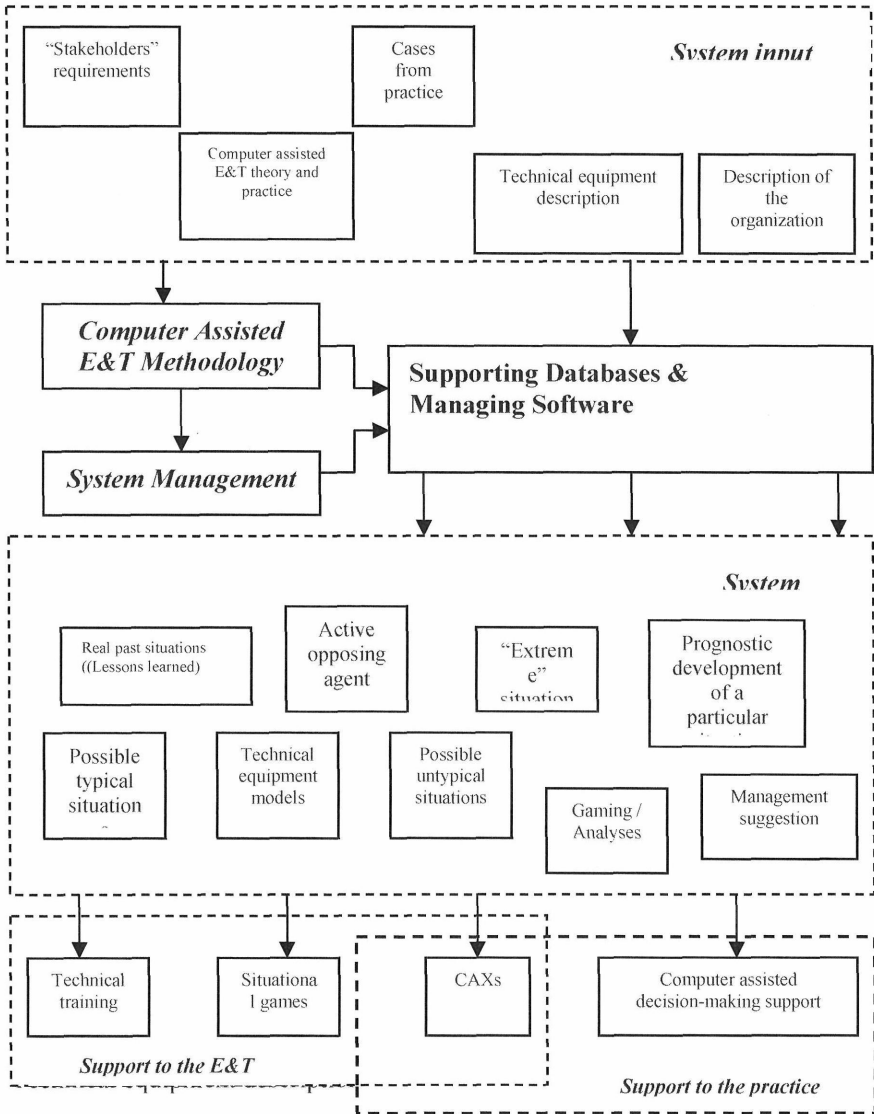 “Stakeholders”
requirements
Cases
from
practice
System input
Computer assisted
E&T theory and
practice
Technical equipment
description
Description of
the
organization
Computer Assisted
E&T Methodology
Supporting Databases &
Managing Software
System Management
System
Real past situations
((Lessons learned)
Active
opposing
agent
“Extrem
e”
situation
Prognostic
development
of a
particular
Possible
typical
situation
Technical
equipment
models
Possible
untypical
situations
Gaming /
Analyses
Management
suggestion
Technical
training
Situationa
l games
CAXs
Computer assisted
decision-making support
Support to the E&T
Support to the practice